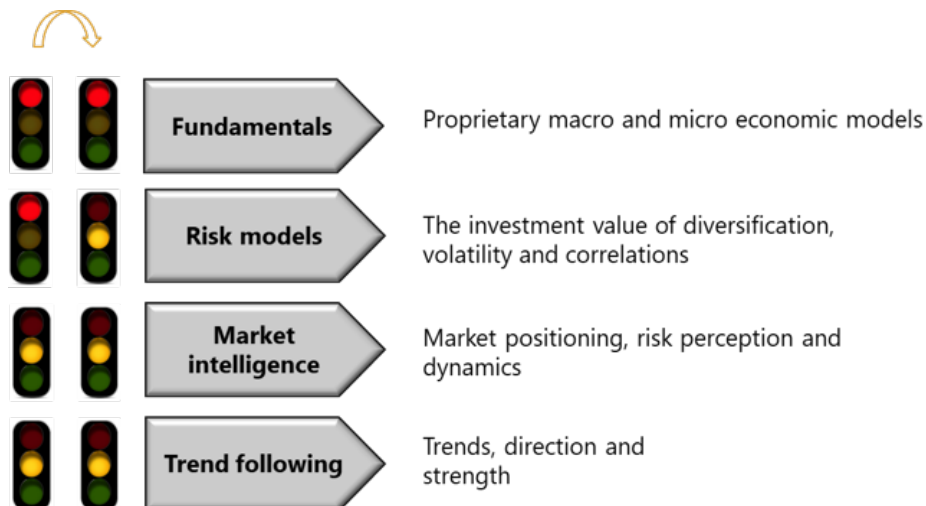 Fundamentals
Proprietary macro and micro economic models
Risk models
The investment value of diversification,
volatility and correlations
Market
intelligence
Market positioning, risk perception and
dynamics
Trend following
Trends, direction and
strength